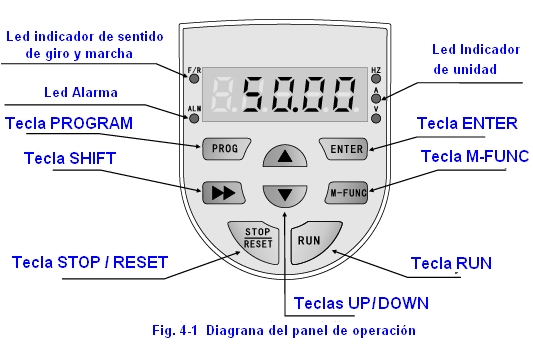 Led indicador de sentido
de giro y marcha
Led Indicador
de unidad
F/R
HZ
50.00
A
Led Alarma
ALM
V
Tecla PROGRAM
Tecla ENTER
PROG
ENTER
Tecla SHIFT
Tecla M-FUNC
M-FUNC
STOP
RESET
RUN
Tecla STOP / RESET
Tecla RUN
Teclas UP/DOWN
Fig. 4-1 Diagrana del panel de operación